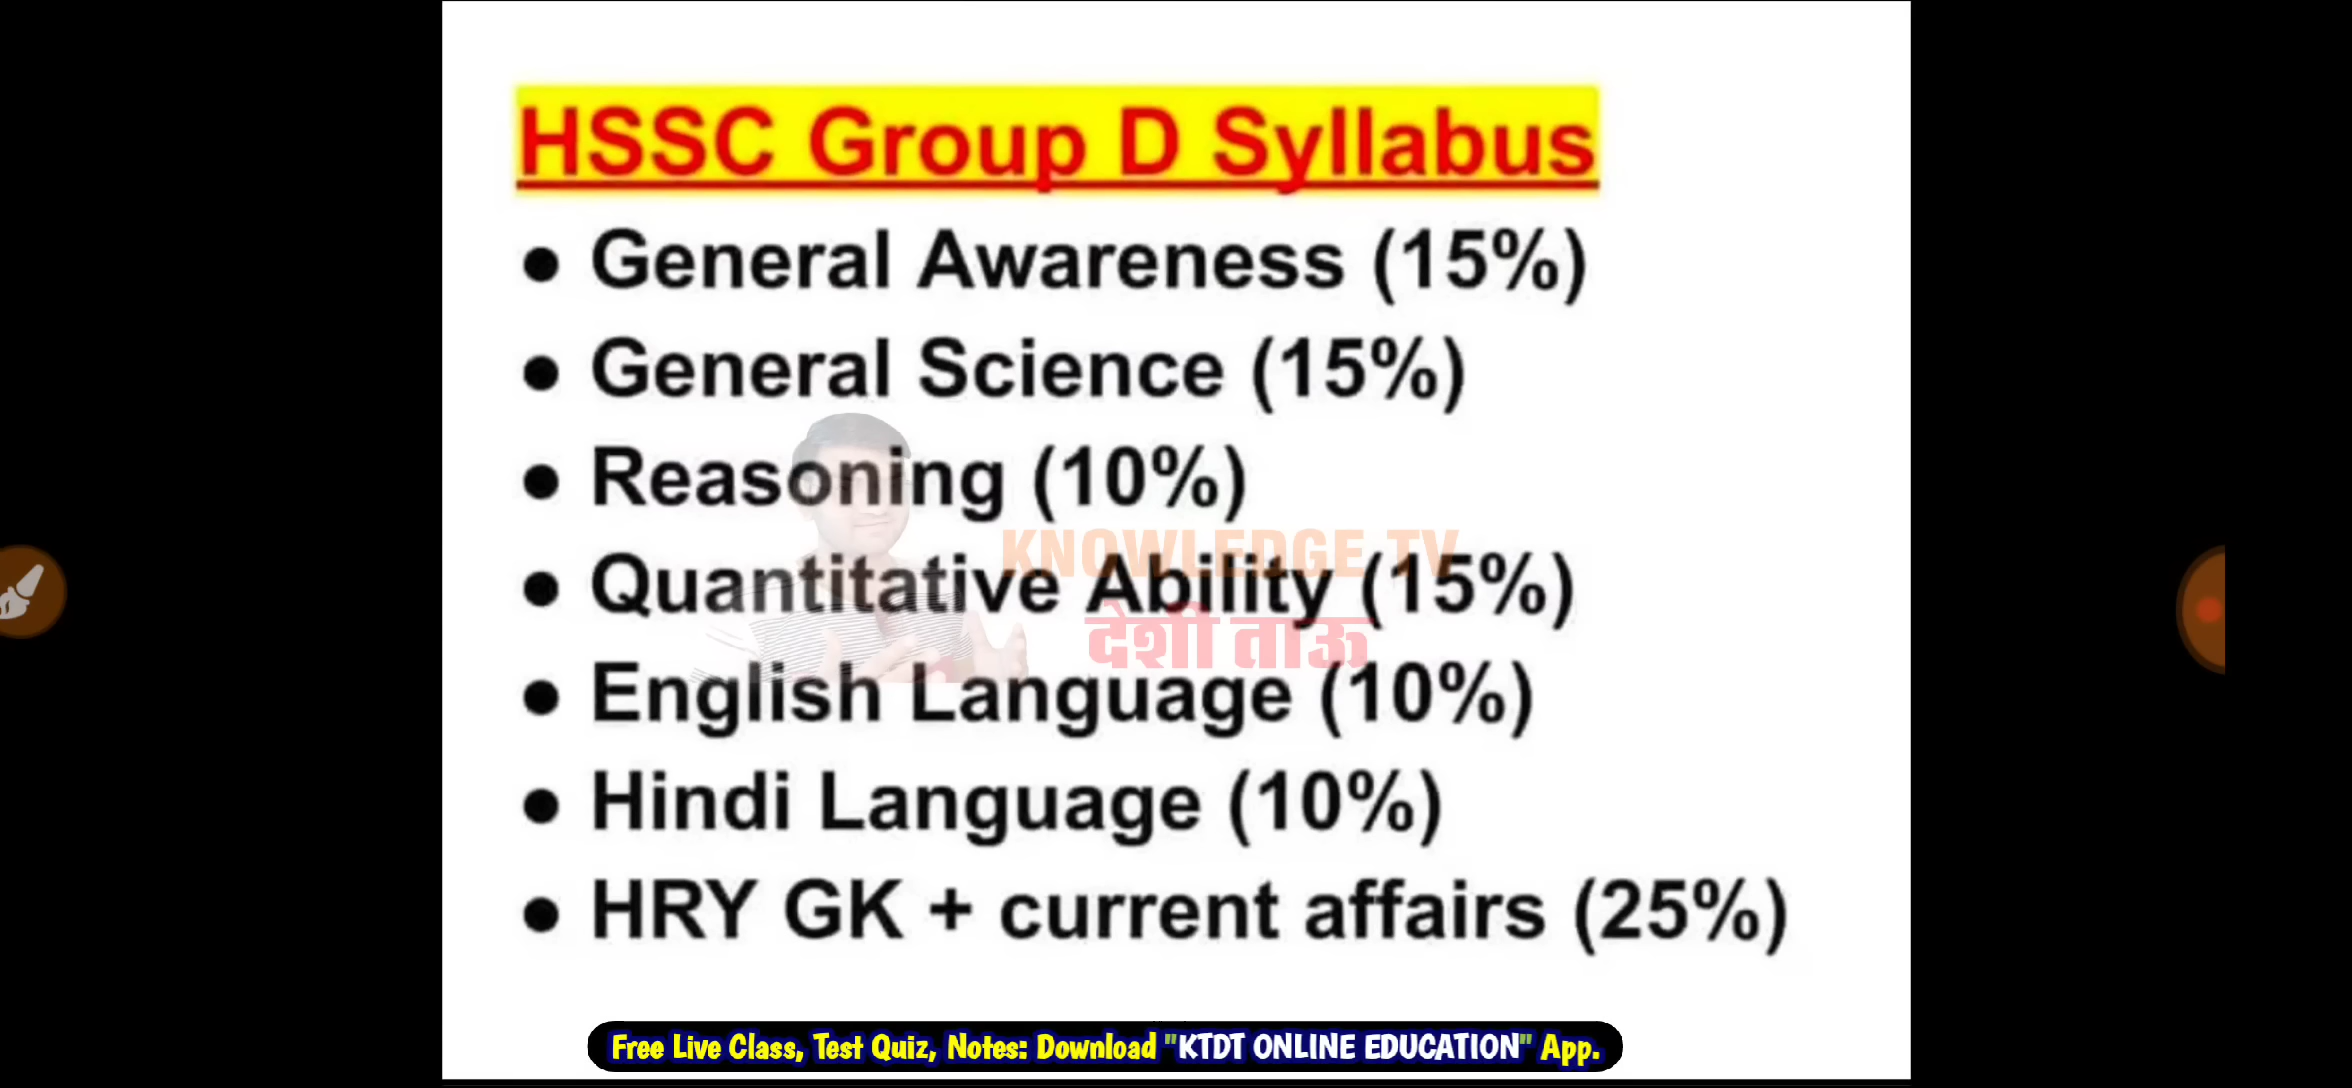 HSSC Group D Syllabus
● General Awareness (15%)
● General Science (15%)
● Reasoning (10%)
KNOWLEDGE TV
● Quantitative Ability (15%)
देशी ताऊ
● English Language (10%)
● Hindi Language (10%)
● HRY GK + current affairs (25%)
Free Live Class, Test Quiz, Notes: Download "KTDT ONLINE EDUCATION" App.